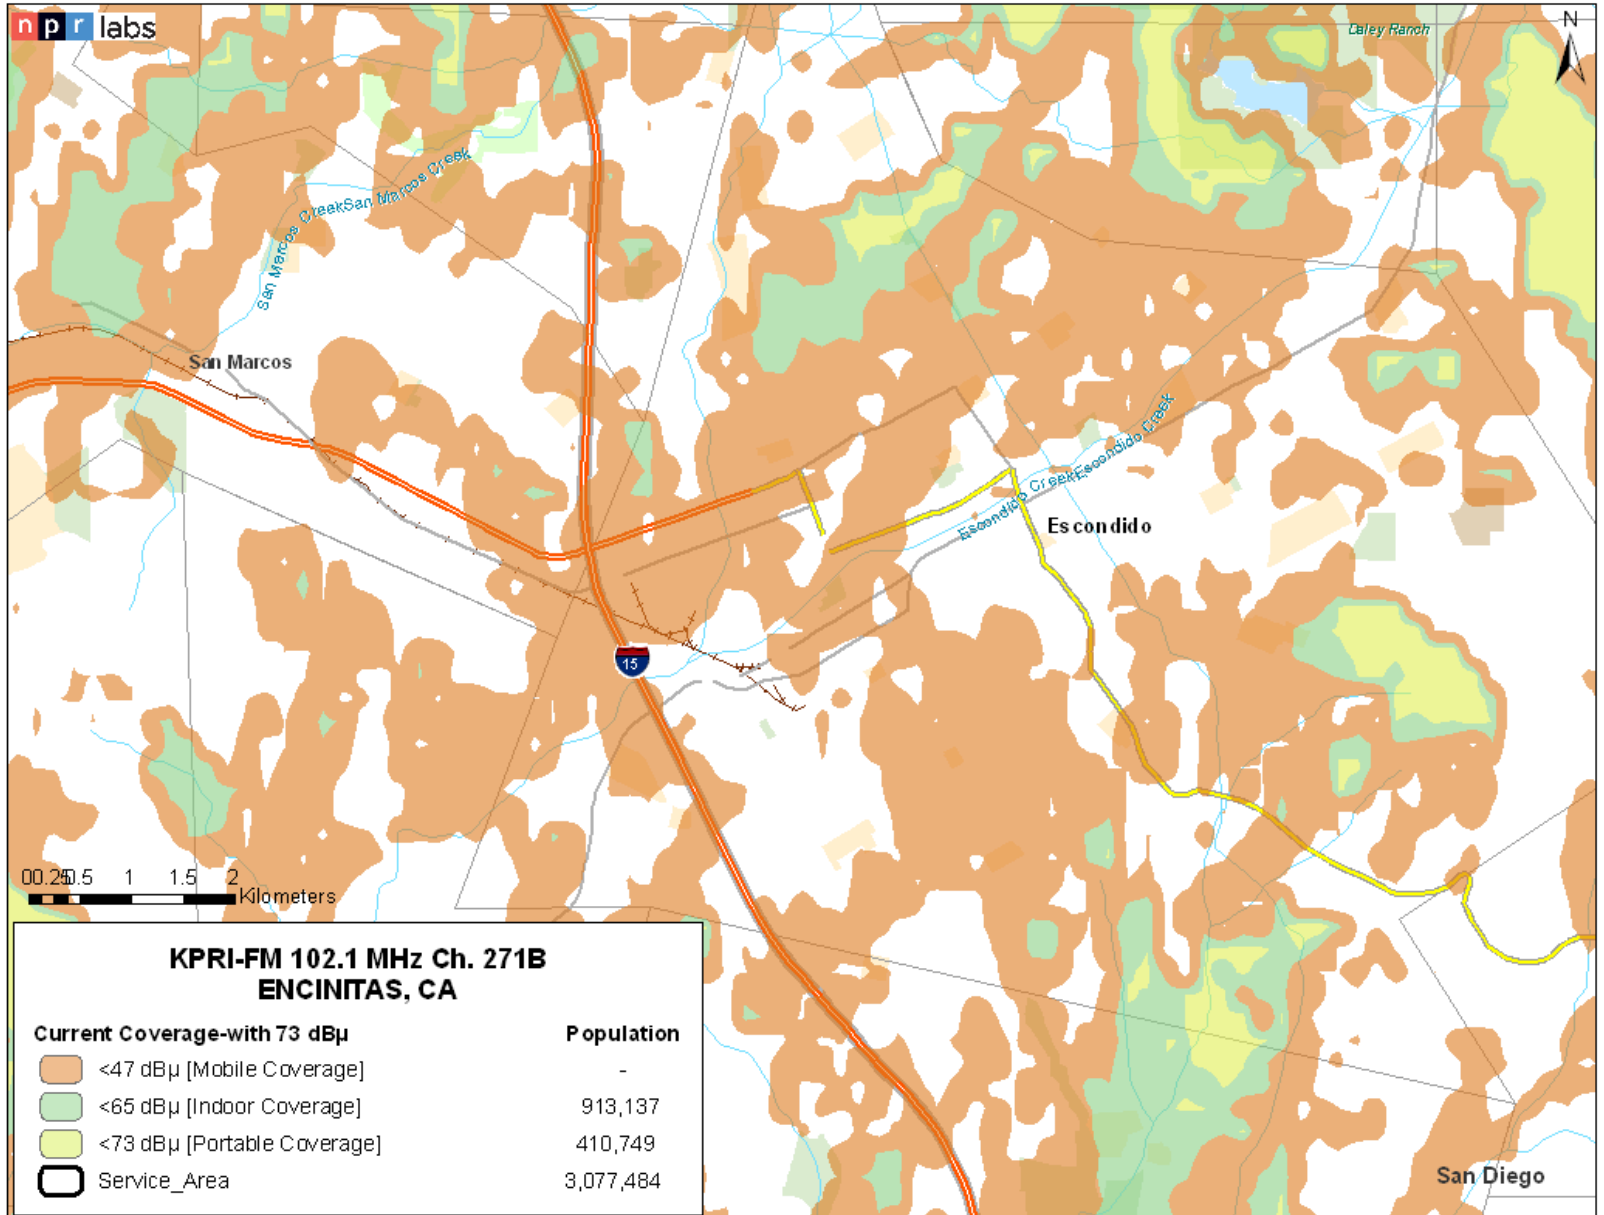 npr labs
Daley Ranch
N
San Marcos Creek
San Marcos Creek
San Marcos
Escondido Creek
Escondido Creek
Escondido
15
00.250.5 1 1.5 2
Kilometers
KPRI-FM 102.1 MHz Ch. 271B
ENCINITAS, CA
Current Coverage-with 73 dBµ Population
<47 dBµ [Mobile Coverage] -
<65 dBµ [Indoor Coverage] 913,137
<73 dBµ [Portable Coverage] 410,749
Service_Area 3,077,484
San Diego